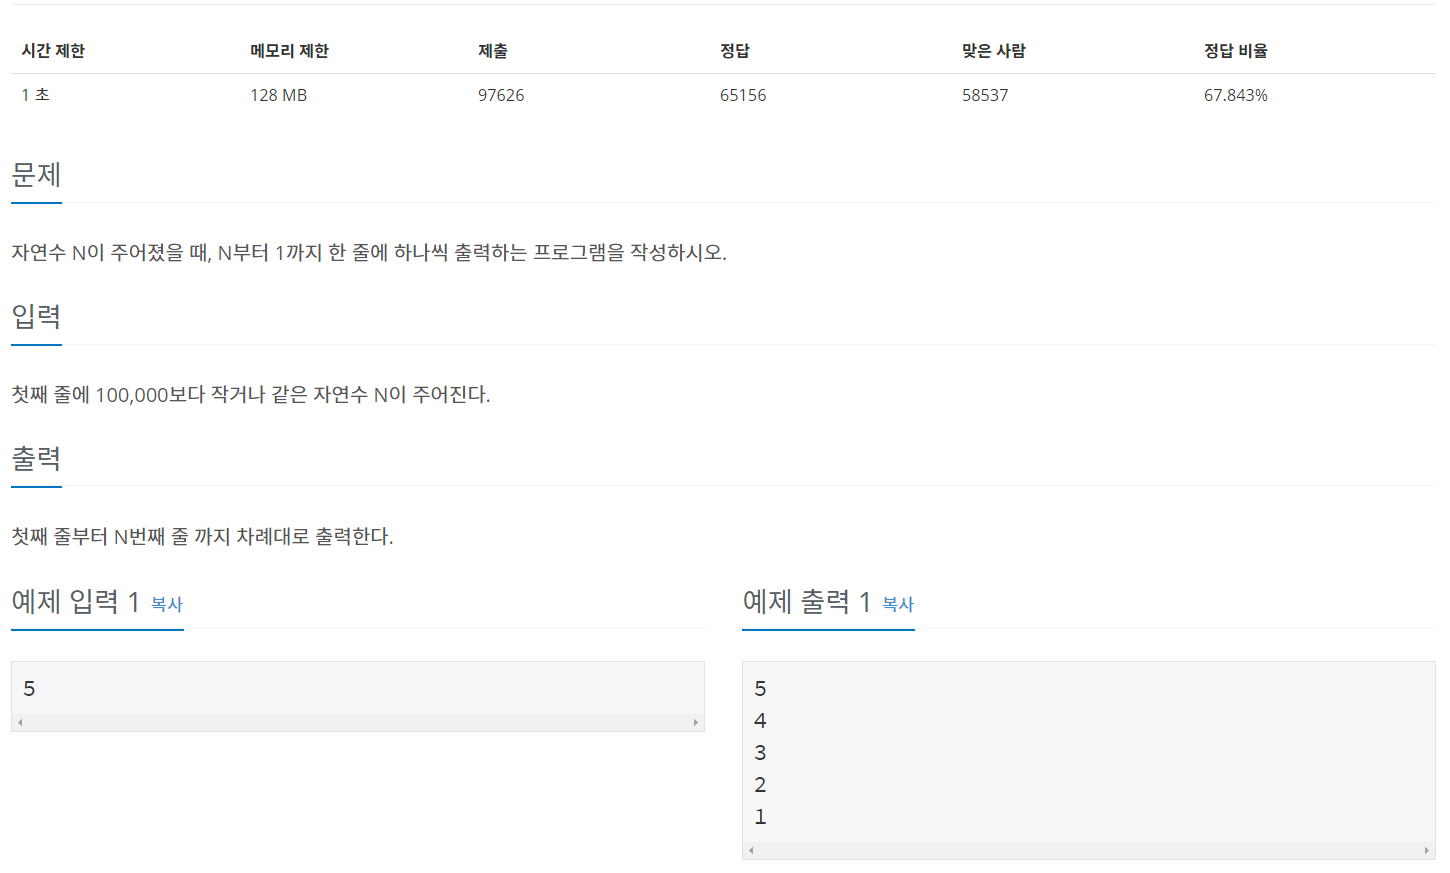 시간 제한 메모리 제한 제출 정답 맞은 사람 정답 비율
1 초 128 MB 97626 65156 58537 67.843%
문제
자연수 N이 주어졌을 때, N부터 1까지 한 줄에 하나씩 출력하는 프로그램을 작성하시오.
입력
첫째 줄에 100,000보다 작거나 같은 자연수 N이 주어진다.
출력
첫째 줄부터 N번째 줄 까지 차례대로 출력한다.
예제 입력 1 복사
5
예제 출력 1 복사
5
4
3
2
1